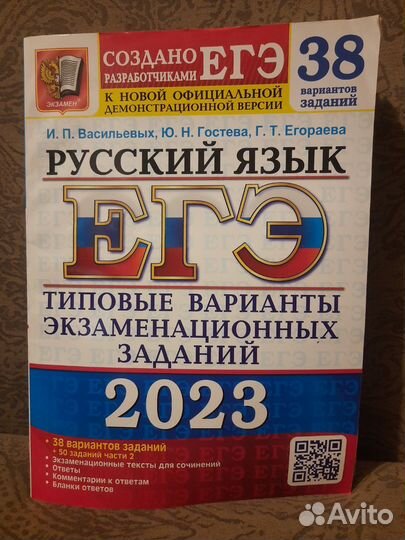 СОЗДАНО
РАЗРАБОТЧИКАМИ ЕГЭ
К НОВОЙ ОФИЦИАЛЬНОЙ
ДЕМОНСТРАЦИОННОЙ ВЕРСИИ
38
вариантов
заданий
ЭКЗАМЕН
И. П. Васильевых, Ю. Н. Гостева, Г. Т. Егораева
РУССКИЙ ЯЗЫК
ЕГЭ
ТИПОВЫЕ ВАРИАНТЫ
ЭКЗАМЕНАЦИОННЫХ
ЗАДАНИЙ
2023
• 38 вариантов заданий
+ 50 заданий части 2
• Экзаменационные тексты для сочинений
• Ответы
• Комментарии к ответам
• Бланки ответов
Avito